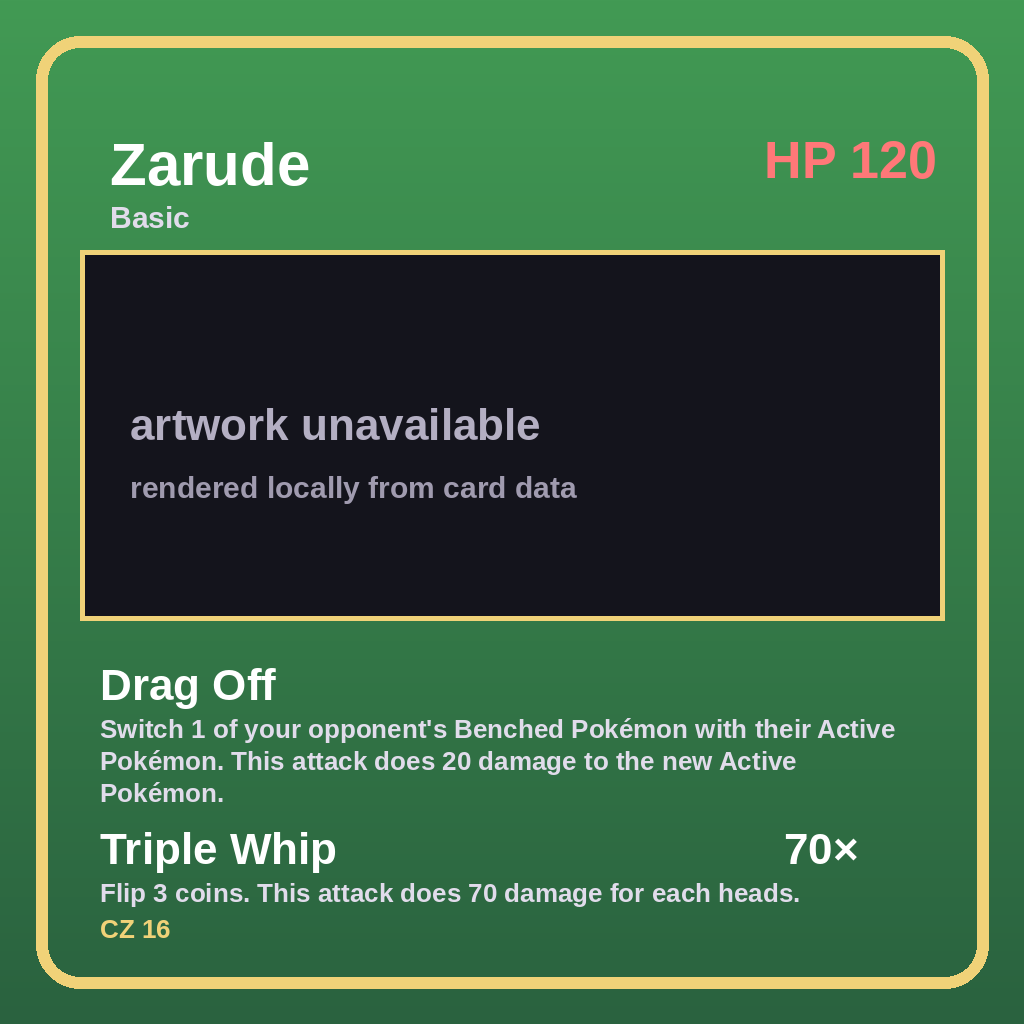 Zarude
HP 120
Basic
artwork unavailable
rendered locally from card data
Drag Off
Switch 1 of your opponent's Benched Pokémon with their Active
Pokémon. This attack does 20 damage to the new Active
Pokémon.
Triple Whip 70×
Flip 3 coins. This attack does 70 damage for each heads.
CZ 16